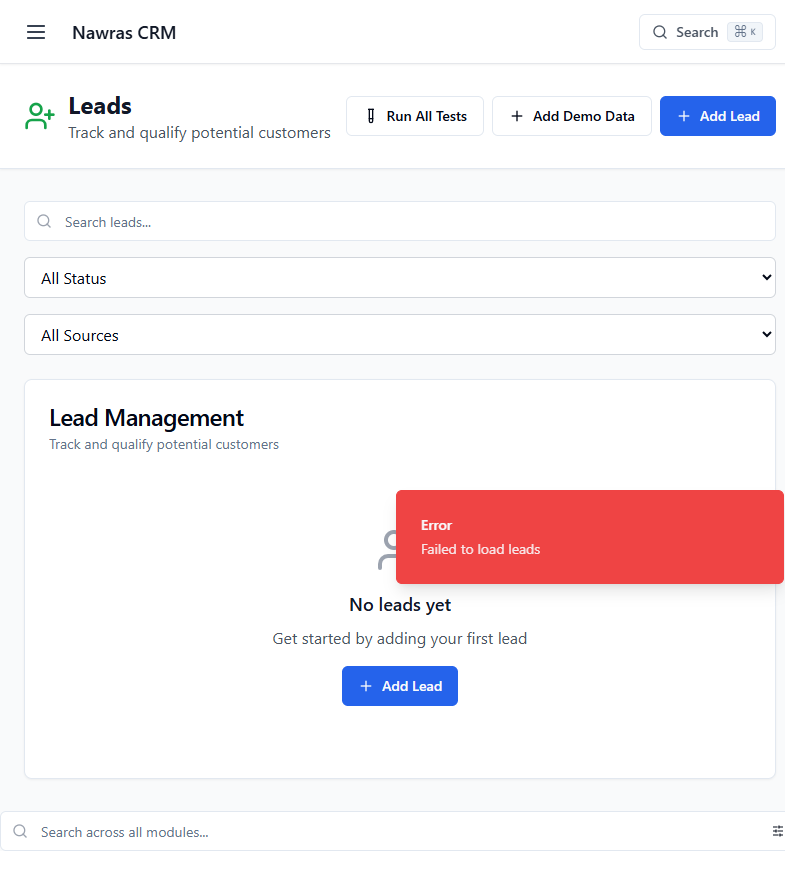 Nawras CRM
Search ⌘ K
Leads
Track and qualify potential customers
Run All Tests
Add Demo Data
Add Lead
Search leads...
All Status
All Sources
Lead Management
Track and qualify potential customers
Error
Failed to load leads
No leads yet
Get started by adding your first lead
Add Lead
Search across all modules...